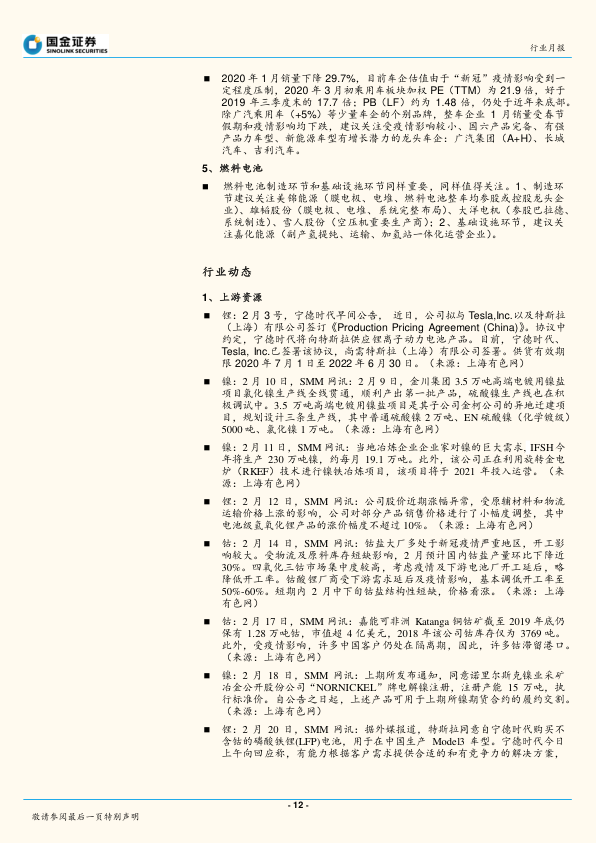 国金证券
SINOLINK SECURITIES
行业月报
■ 2020 年 1 月销量下降 29.7%，目前车企估值由于“新冠”疫情影响受到一
定程度压制，2020 年 3 月初乘用车板块加权 PE（TTM）为 21.9 倍，好于
2019 年三季度末的 17.7 倍；PB（LF）约为 1.48 倍，仍处于近年来底部。
除广汽乘用车（+5%）等少量车企的个别品牌，整车企业 1 月销量受春节
假期和疫情影响均下跌，建议关注受疫情影响较小、国六产品完备、有强
产品力车型、新能源车型有增长潜力的龙头车企：广汽集团（A+H）、长城
汽车、吉利汽车。
5、燃料电池
■ 燃料电池制造环节和基础设施环节同样重要，同样值得关注。1、制造环
节建议关注美锦能源（膜电极、电堆、燃料电池整车均参股或控股龙头企
业）、雄韬股份（膜电极、电堆、系统完整布局）、大洋电机（参股巴拉德、
系统制造）、雪人股份（空压机重要生产商）；2、基础设施环节，建议关
注嘉化能源（副产氢提纯、运输、加氢站一体化运营企业）。
行业动态
1、上游资源
■ 锂：2 月 3 号，宁德时代早间公告， 近日，公司拟与 Tesla,Inc.以及特斯拉
（上海）有限公司签订《Production Pricing Agreement (China)》。协议中
约定，宁德时代将向特斯拉供应锂离子动力电池产品。目前，宁德时代、
Tesla, Inc.已签署该协议，尚需特斯拉（上海）有限公司签署。供货有效期
限 2020 年 7 月 1 日至 2022 年 6 月 30 日。（来源：上海有色网）
■ 镍：2 月 10 日，SMM 网讯：2 月 9 日，金川集团 3.5 万吨高端电镀用镍盐
项目氯化镍生产线全线贯通，顺利产出第一批产品，硫酸镍生产线也在积
极调试中。3.5 万吨高端电镀用镍盐项目是其子公司金柯公司的异地迁建项
目，规划设计三条生产线，其中普通硫酸镍 2 万吨、EN 硫酸镍（化学镀级）
5000 吨、氯化镍 1 万吨。（来源：上海有色网）
■ 镍：2 月 11 日，SMM 网讯：当地冶炼企业企业家对镍的巨大需求，IFSH 今
年将生产 230 万吨镍，约每月 19.1 万吨。此外，该公司正在利用旋转金电
炉（RKEF）技术进行镍铁冶炼项目，该项目将于 2021 年投入运营。（来
源：上海有色网）
■ 锂：2 月 12 日，SMM 网讯：公司股价近期涨幅异常，受原辅材料和物流
运输价格上涨的影响，公司对部分产品销售价格进行了小幅度调整，其中
电池级氢氧化锂产品的涨价幅度不超过 10%。（来源：上海有色网）
■ 钴：2 月 14 日，SMM 网讯：钴盐大厂多处于新冠疫情严重地区，开工影
响较大。受物流及原料库存短缺影响，2 月预计国内钴盐产量环比下降近
30%。四氧化三钴市场集中度较高，考虑疫情及下游电池厂开工延后，略
降低开工率。钴酸锂厂商受下游需求延后及疫情影响，基本调低开工率至
50%-60%。短期内 2 月中下旬钴盐结构性短缺，价格看涨。（来源：上海
有色网）
■ 钴：2 月 17 日，SMM 网讯：嘉能可非洲 Katanga 铜钴矿截至 2019 年底仍
保有 1.28 万吨钴，市值超 4 亿美元，2018 年该公司钴库存仅为 3769 吨。
此外，受疫情影响，许多中国客户仍处在隔离期，因此，许多钴滞留港口。
（来源：上海有色网）
■ 镍：2 月 18 日，SMM 网讯：上期所发布通知，同意诺里尔斯克镍业采矿
冶金公开股份公司“NORNICKEL”牌电解镍注册，注册产能 15 万吨，执
行标准价。自公告之日起，上述产品可用于上期所镍期货合约的履约交割。
（来源：上海有色网）
■ 锂：2 月 20 日，SMM 网讯：据外媒报道，特斯拉同意自宁德时代购买不
含钴的磷酸铁锂(LFP)电池，用于在中国生产 Model3 车型。宁德时代今日
上午向回应称，有能力根据客户需求提供合适的和有竞争力的解决方案，
- 12 -
敬请参阅最后一页特别声明